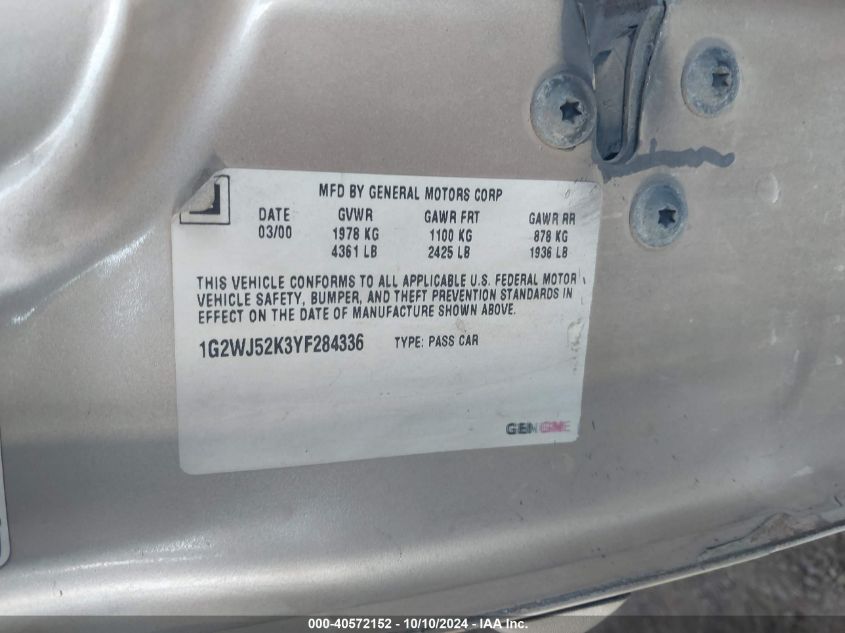 MFD BY GENERAL MOTORS CORP
DATE GVWR GAWR FRT GAWR RR
03/00 1978 KG 1100 KG 878 KG
4361 LB 2425 LB 1936 LB
THIS VEHICLE CONFORMS TO ALL APPLICABLE U.S. FEDERAL MOTOR
VEHICLE SAFETY, BUMPER, AND THEFT PREVENTION STANDARDS IN
EFFECT ON THE DATE OF MANUFACTURE SHOWN ABOVE.
1G2WJ52K3YF284336 TYPE: PASS CAR
000-40572152 - 10/10/2024 - IAA Inc.